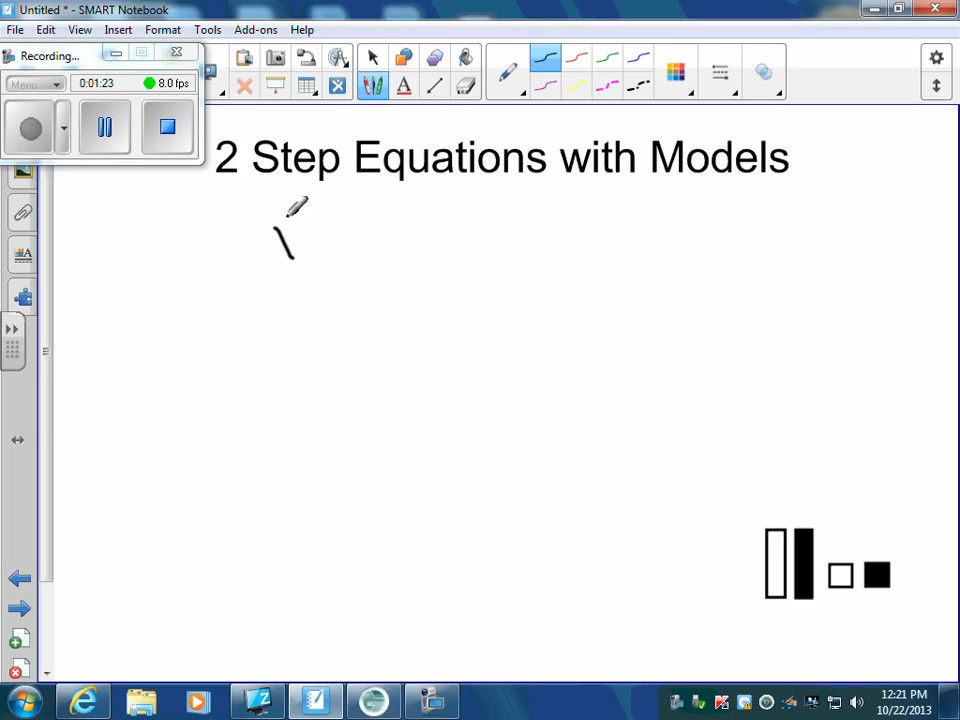 Untitled * - SMART Notebook
File Edit View Insert Format Tools Add-ons Help
Recording...
Menu 0:01:23 8.0 fps
2 Step Equations with Models
12:21 PM
10/22/2013